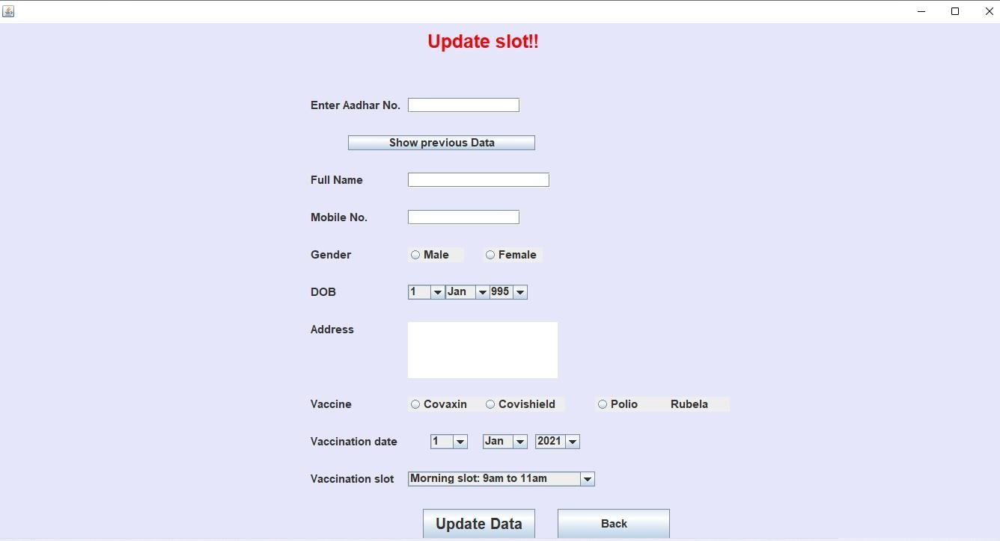 Update slot!!
Enter Aadhar No.
Show previous Data
Full Name
Mobile No.
Gender Male Female
DOB 1 Jan 995
Address
Vaccine Covaxin Covishield Polio Rubela
Vaccination date 1 Jan 2021
Vaccination slot Morning slot: 9am to 11am
Update Data Back